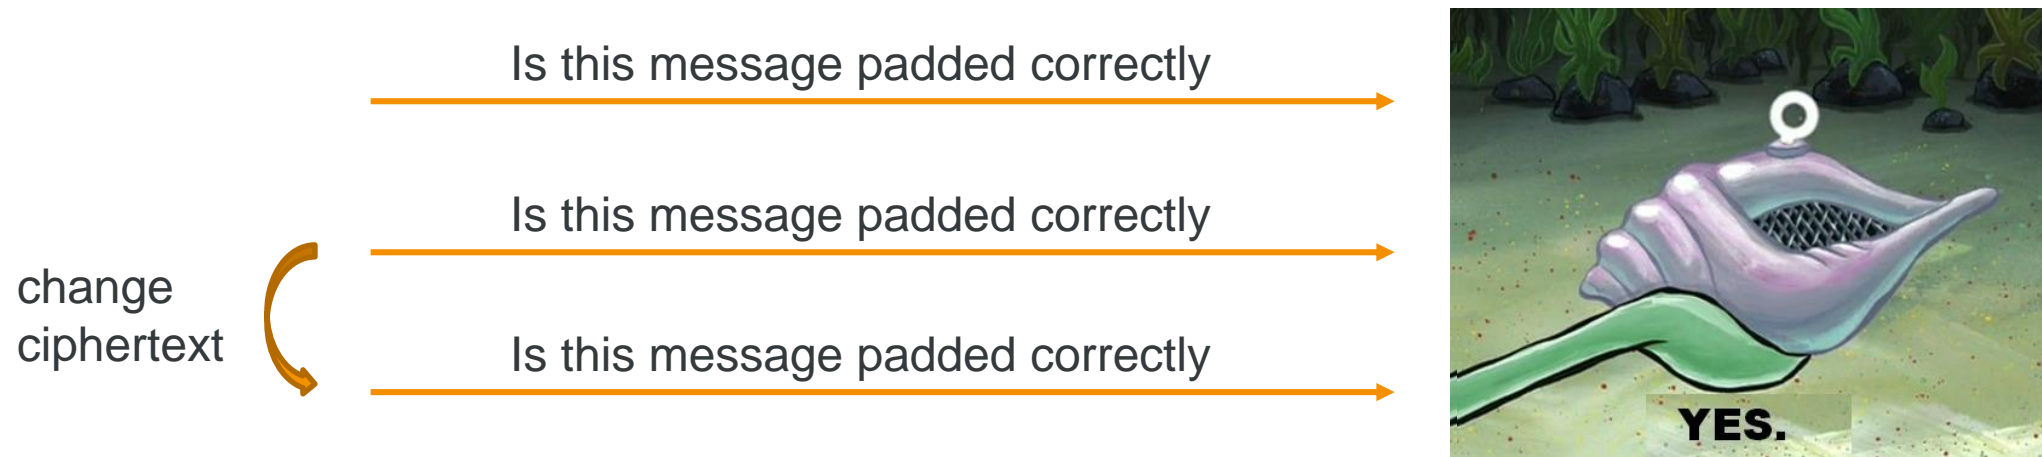 Is this message padded correctly
Is this message padded correctly
change
ciphertext
Is this message padded correctly
YES.